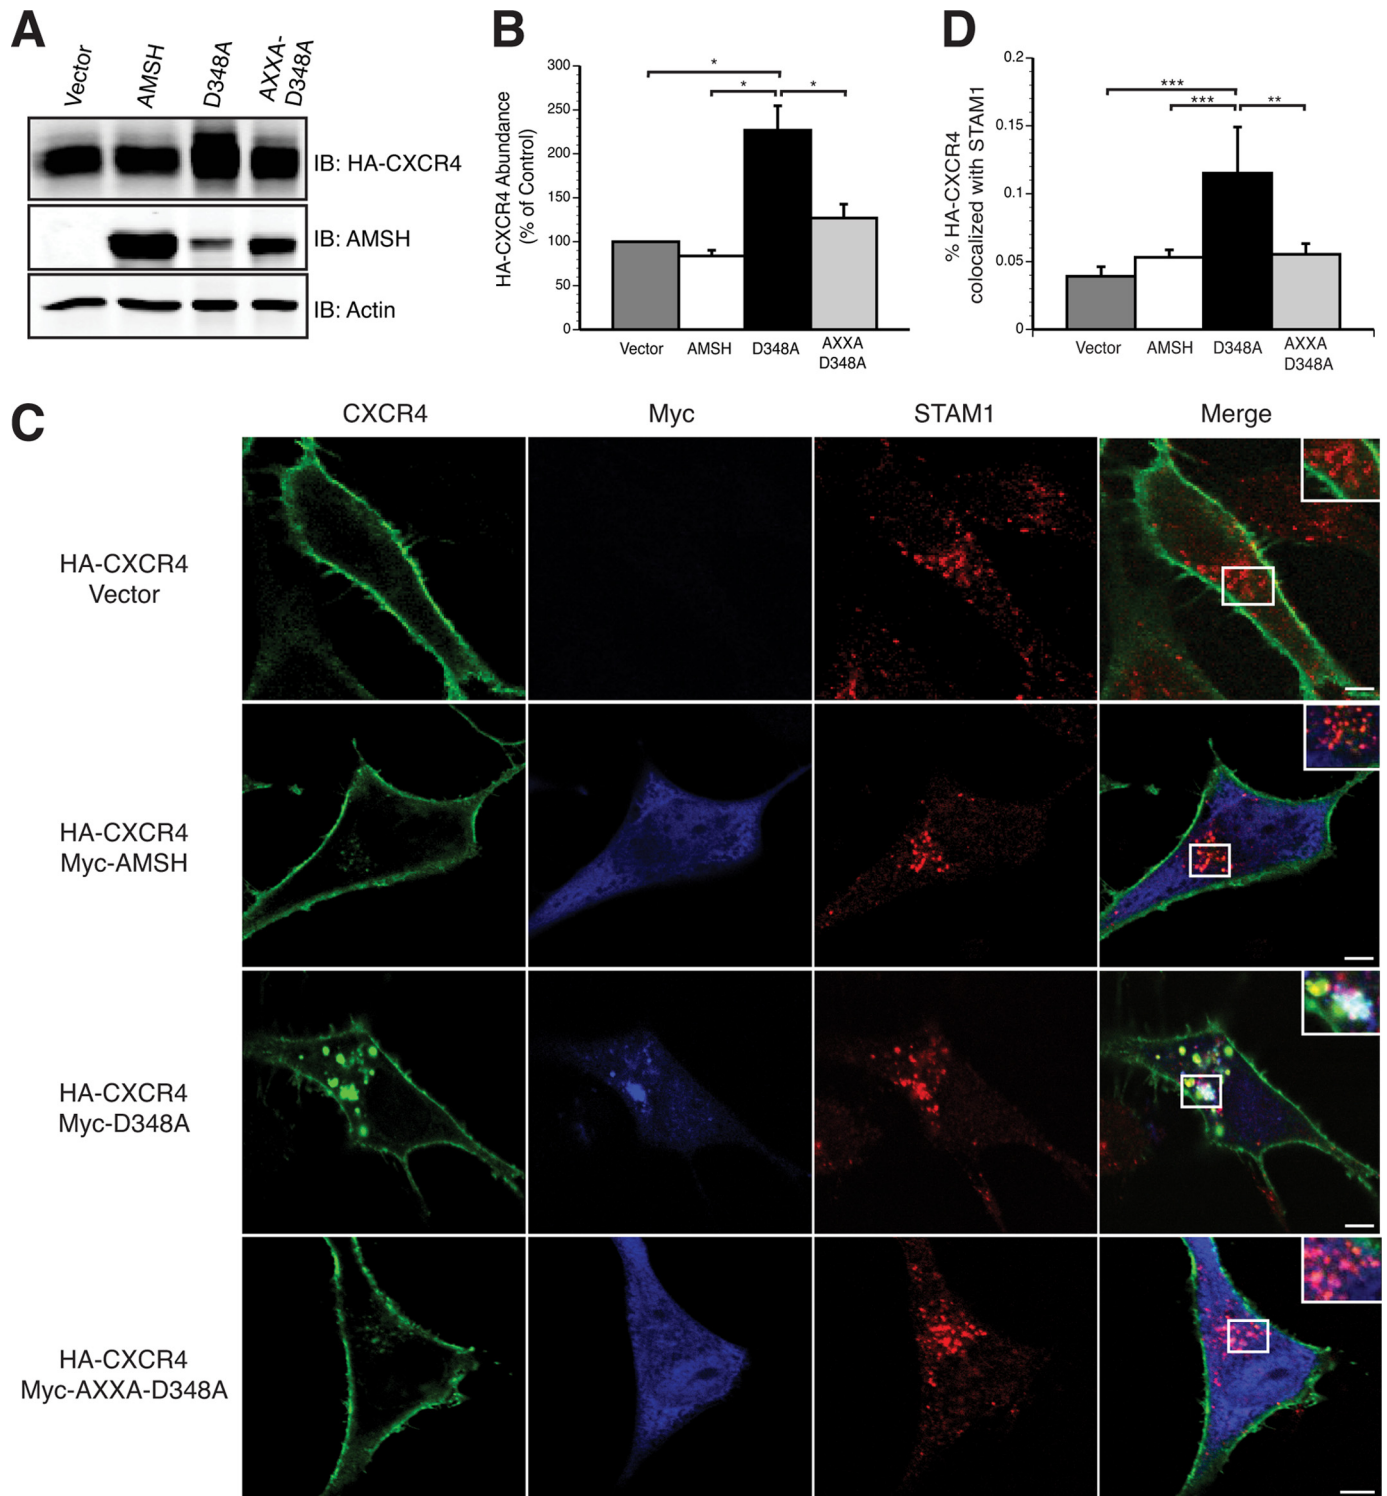 A
Vector
AMSH
D348A
AXXA-
D348A
IB: HA-CXCR4
IB: AMSH
IB: Actin
B
HA-CXCR4 Abundance
(% of Control)
300
250
200
150
100
50
0
*
*
*
Vector
AMSH
D348A
AXXA
D348A
D
% HA-CXCR4
colocalized with STAM1
0.2
0.15
0.1
0.05
0
***
***
**
Vector
AMSH
D348A
AXXA
D348A
C
CXCR4
Myc
STAM1
Merge
HA-CXCR4
Vector
HA-CXCR4
Myc-AMSH
HA-CXCR4
Myc-D348A
HA-CXCR4
Myc-AXXA-D348A